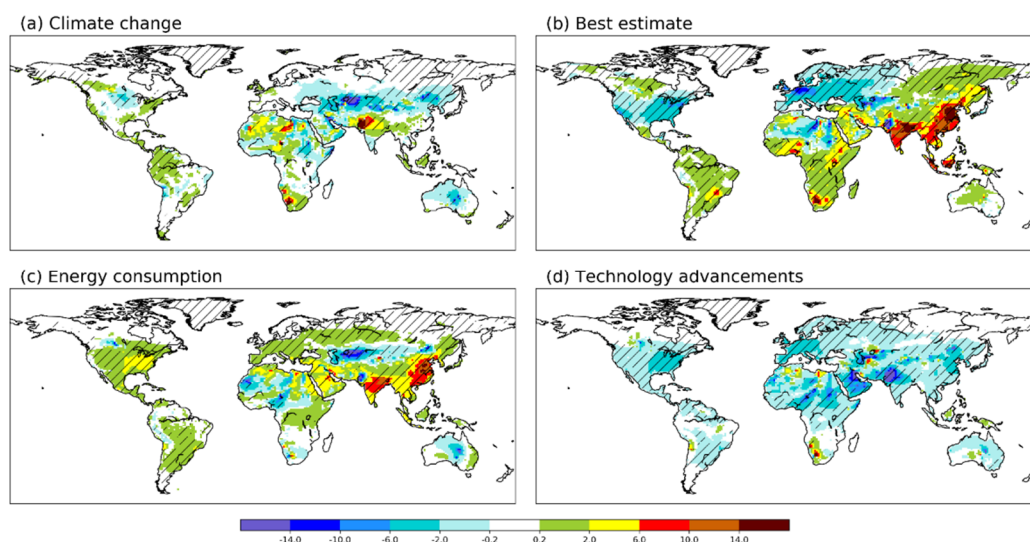 (a) Climate change
(b) Best estimate
(c) Energy consumption
(d) Technology advancements
-14.0 -10.0 -6.0 -2.0 -0.2 0.2 2.0 6.0 10.0 14.0